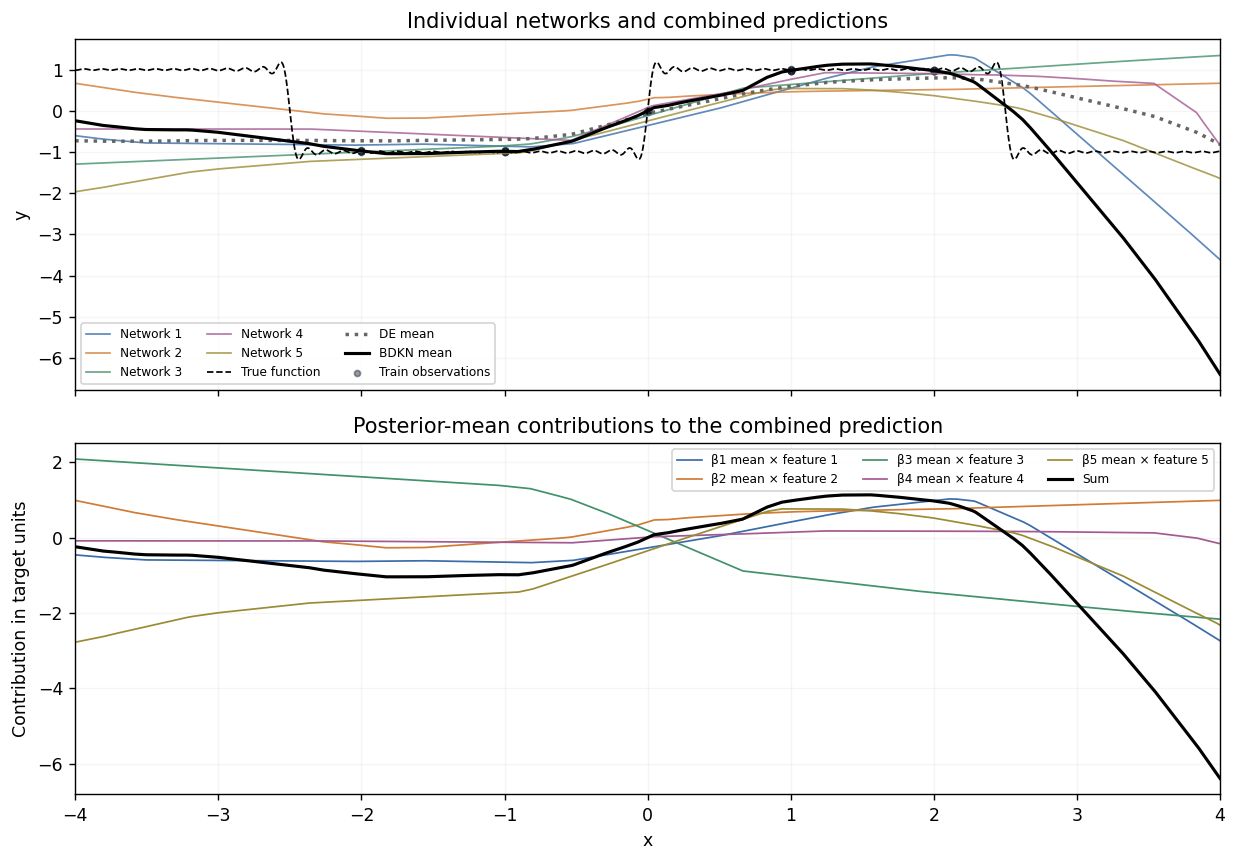 Individual networks and combined predictions
1
0
−1
−2
−3
−4
−5
−6
y
Network 1
Network 2
Network 3
Network 4
Network 5
True function
DE mean
BDKN mean
Train observations
Posterior-mean contributions to the combined prediction
2
0
−2
−4
−6
Contribution in target units
β1 mean × feature 1
β2 mean × feature 2
β3 mean × feature 3
β4 mean × feature 4
β5 mean × feature 5
Sum
−4 −3 −2 −1 0 1 2 3 4
x